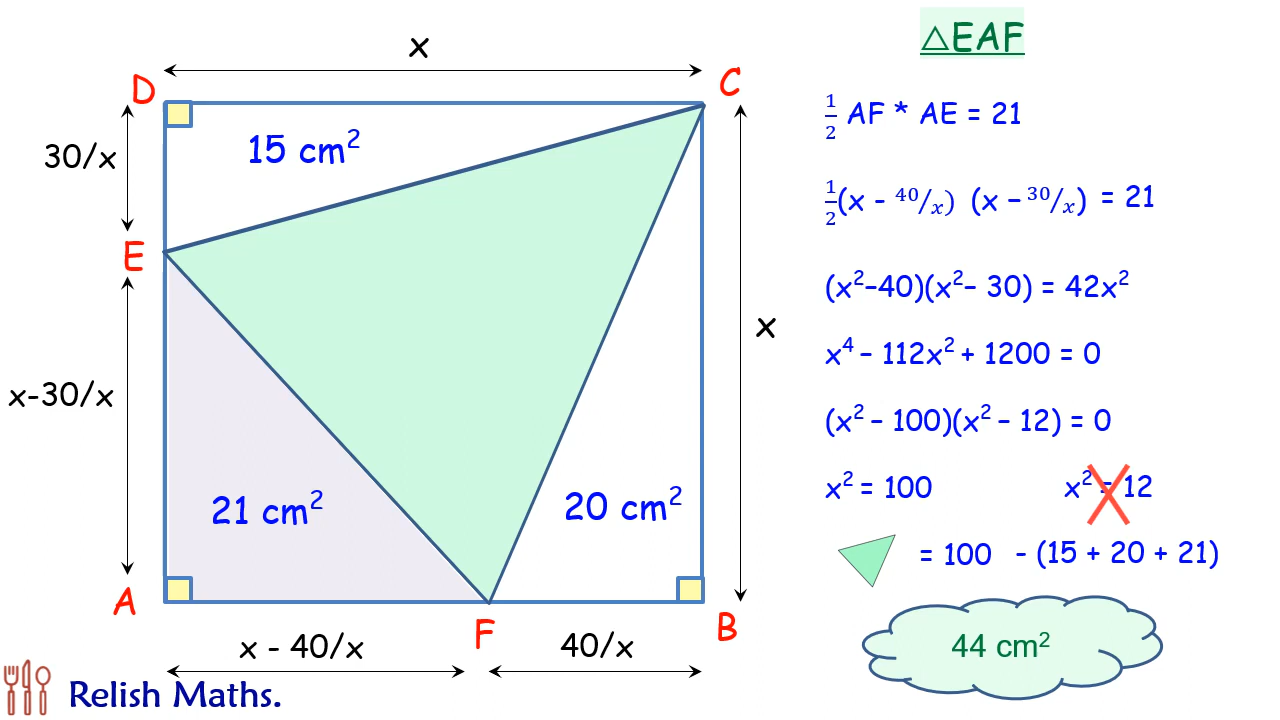 △EAF
x
D
C
30/x
15 cm²
½ AF * AE = 21
½(x - ⁴⁰/ₓ) (x – ³⁰/ₓ) = 21
E
(x²–40)(x²– 30) = 42x²
x
x⁴ – 112x² + 1200 = 0
x-30/x
(x² – 100)(x² – 12) = 0
x² = 100
x² = 12
21 cm²
20 cm²
= 100 - (15 + 20 + 21)
A
F
B
x - 40/x
40/x
44 cm²
Relish Maths.